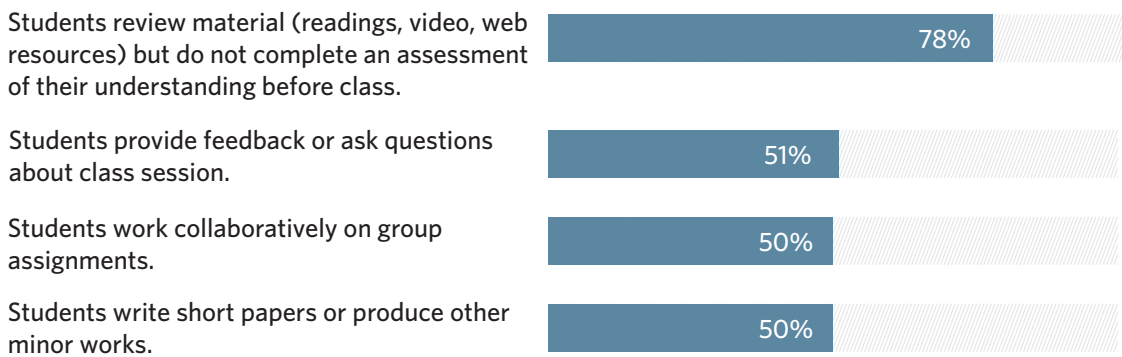 Students review material (readings, video, web
resources) but do not complete an assessment
of their understanding before class.
78%
Students provide feedback or ask questions
about class session.
51%
Students work collaboratively on group
assignments.
50%
Students write short papers or produce other
minor works.
50%